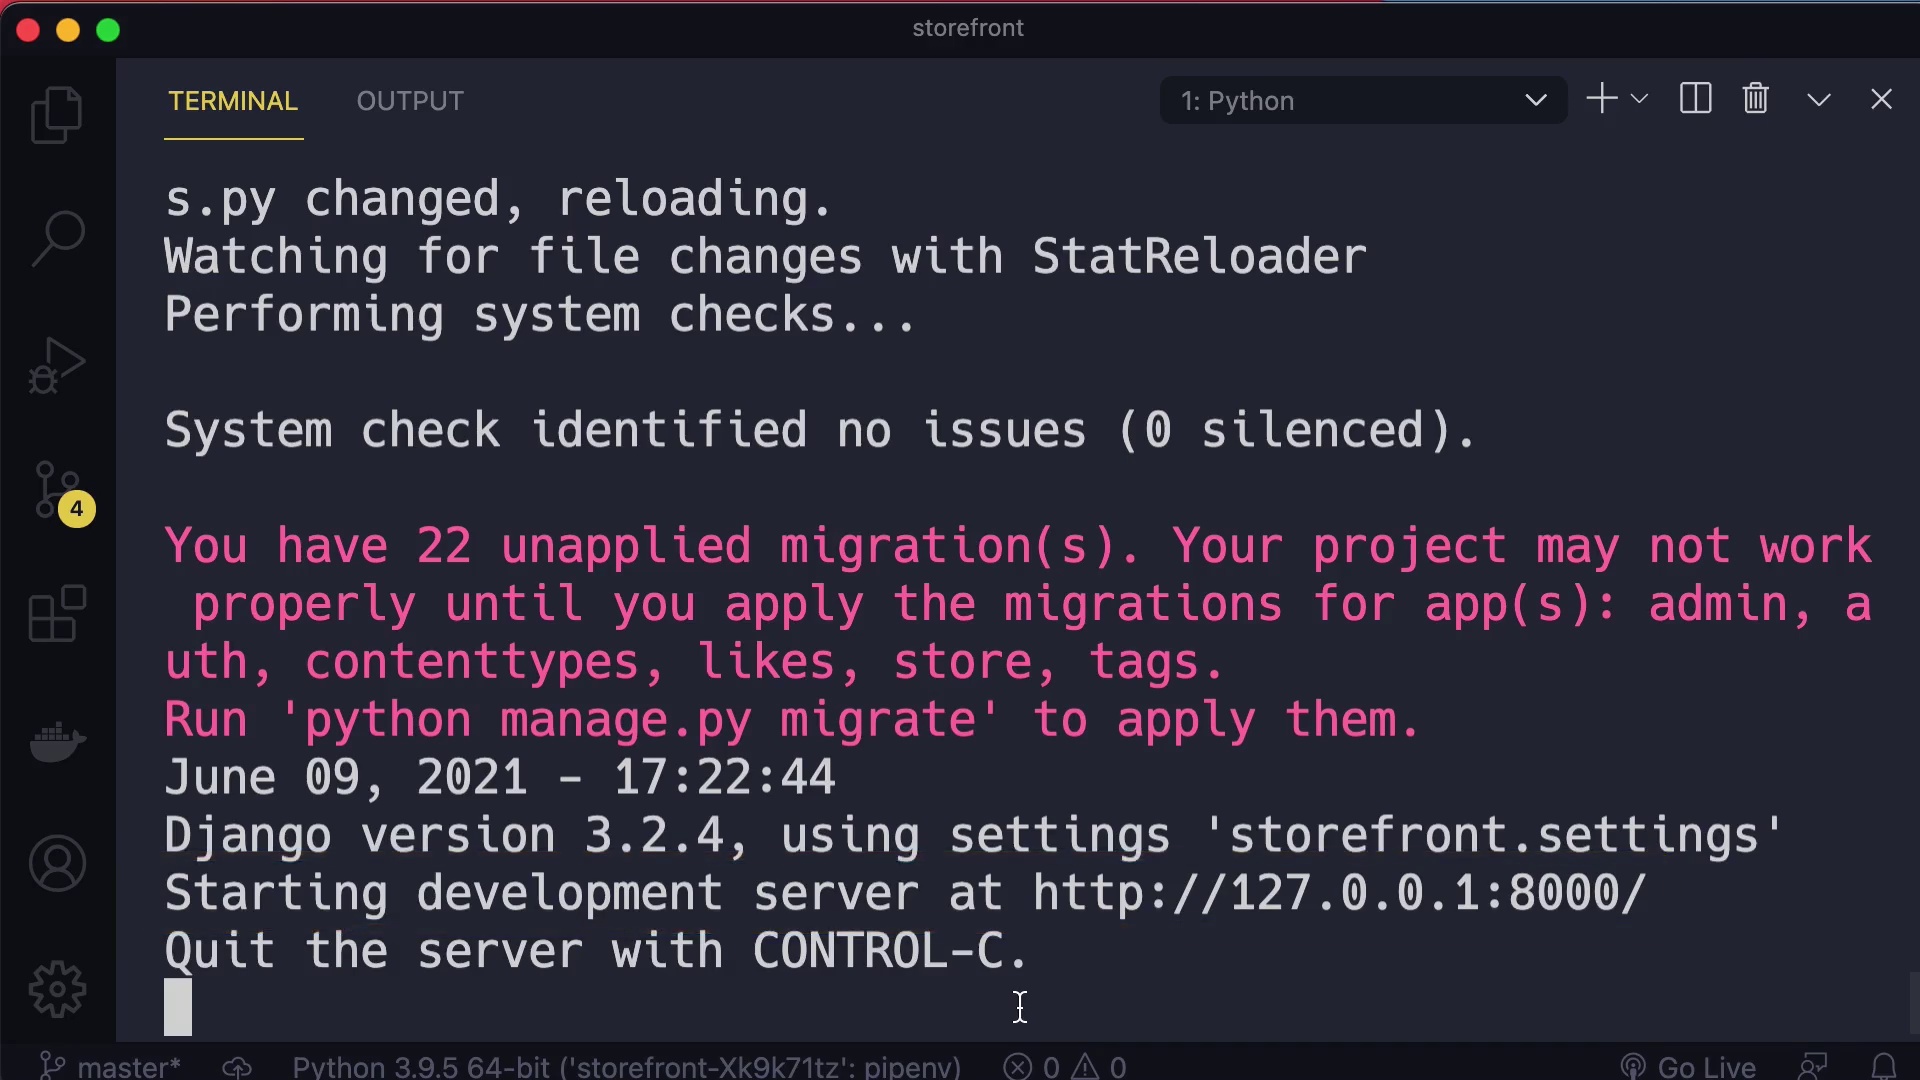 storefront
TERMINAL
OUTPUT
1: Python
s.py changed, reloading.
Watching for file changes with StatReloader
Performing system checks...
System check identified no issues (0 silenced).
4
You have 22 unapplied migration(s). Your project may not work
properly until you apply the migrations for app(s): admin, a
uth, contenttypes, likes, store, tags.
Run 'python manage.py migrate' to apply them.
June 09, 2021 - 17:22:44
Django version 3.2.4, using settings 'storefront.settings'
Starting development server at http://127.0.0.1:8000/
Quit the server with CONTROL-C.
master* Python 3.9.5 64-bit ('storefront-Xk9k71tz': pipenv) 0 0 Go Live